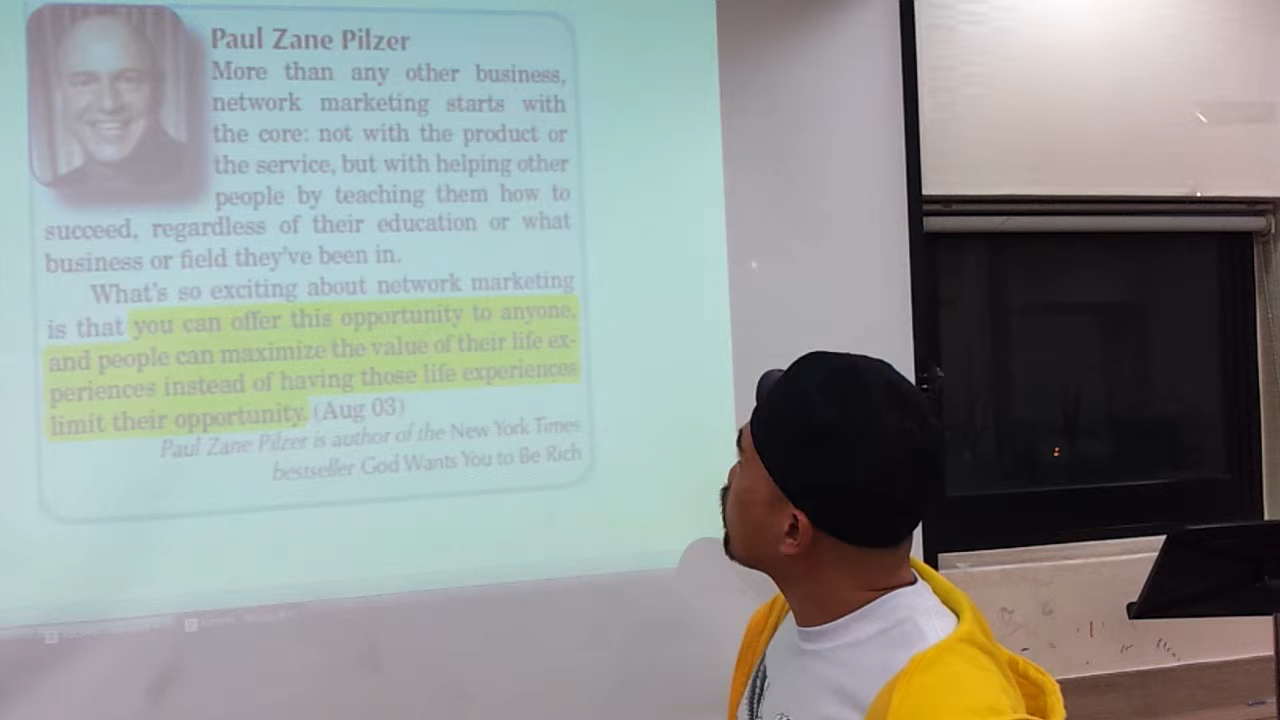 Paul Zane Pilzer
More than any other business,
network marketing starts with
the core: not with the product or
the service, but with helping other
people by teaching them how to
succeed, regardless of their education or what
business or field they've been in.
What's so exciting about network marketing
is that you can offer this opportunity to anyone,
and people can maximize the value of their life ex-
periences instead of having those life experiences
limit their opportunity. (Aug 03)
Paul Zane Pilzer is author of the New York Times
bestseller God Wants You to Be Rich